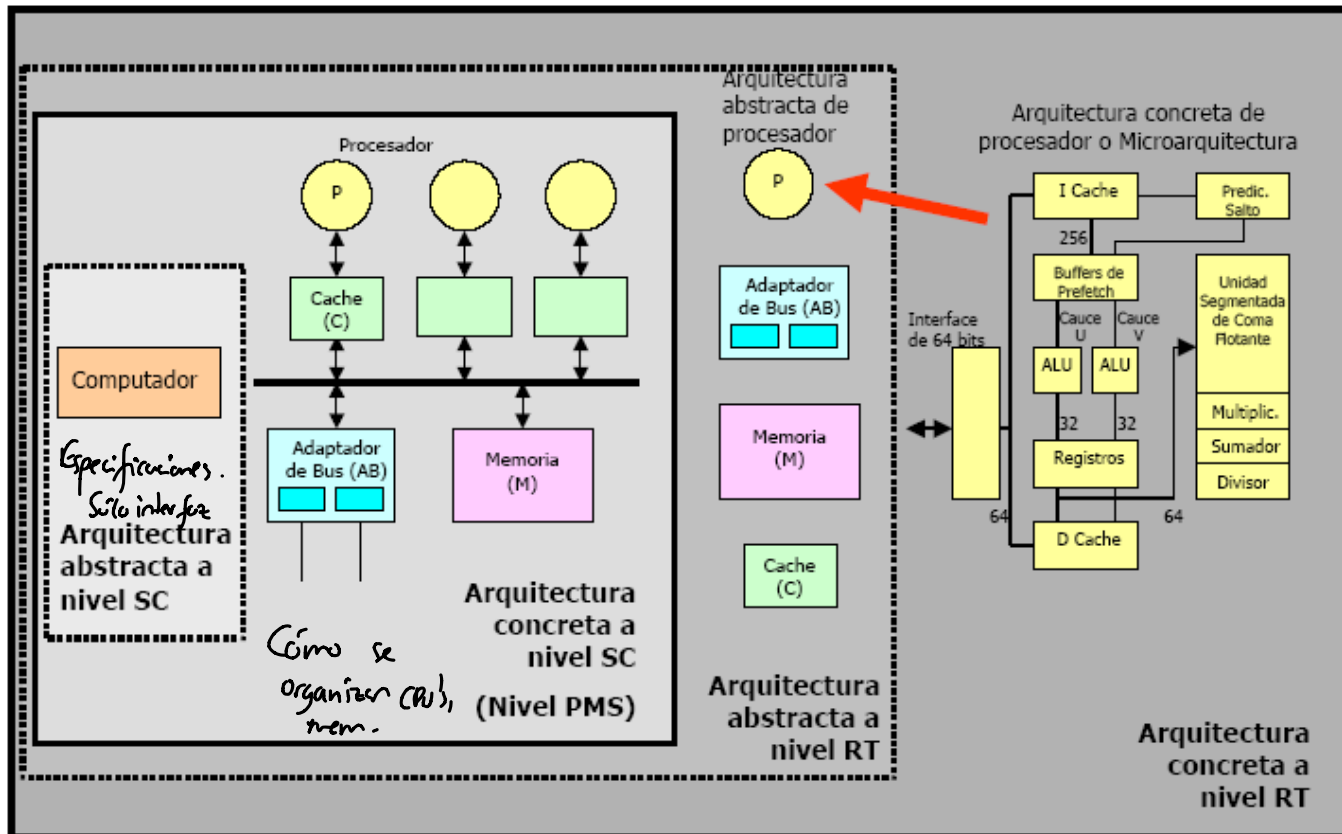 Procesador
P
Cache
(C)
Computador
Especificaciones.
Sólo interfaz
Arquitectura
abstracta a
nivel SC
Adaptador
de Bus (AB)
Memoria
(M)
Cómo se
organizan CPU's,
mem.
Arquitectura
concreta a
nivel SC
(Nivel PMS)
Arquitectura
abstracta de
procesador
P
Adaptador
de Bus (AB)
Memoria
(M)
Cache
(C)
Arquitectura
abstracta a
nivel RT
Arquitectura concreta de
procesador o Microarquitectura
I Cache
Predic.
Salto
256
Buffers de
Prefetch
Unidad
Segmentada
de Coma
Flotante
Interface
de 64 bits
Cauce
U
Cauce
V
ALU
ALU
32
32
Multiplic.
Registros
Sumador
Divisor
64
64
D Cache
Arquitectura
concreta a
nivel RT